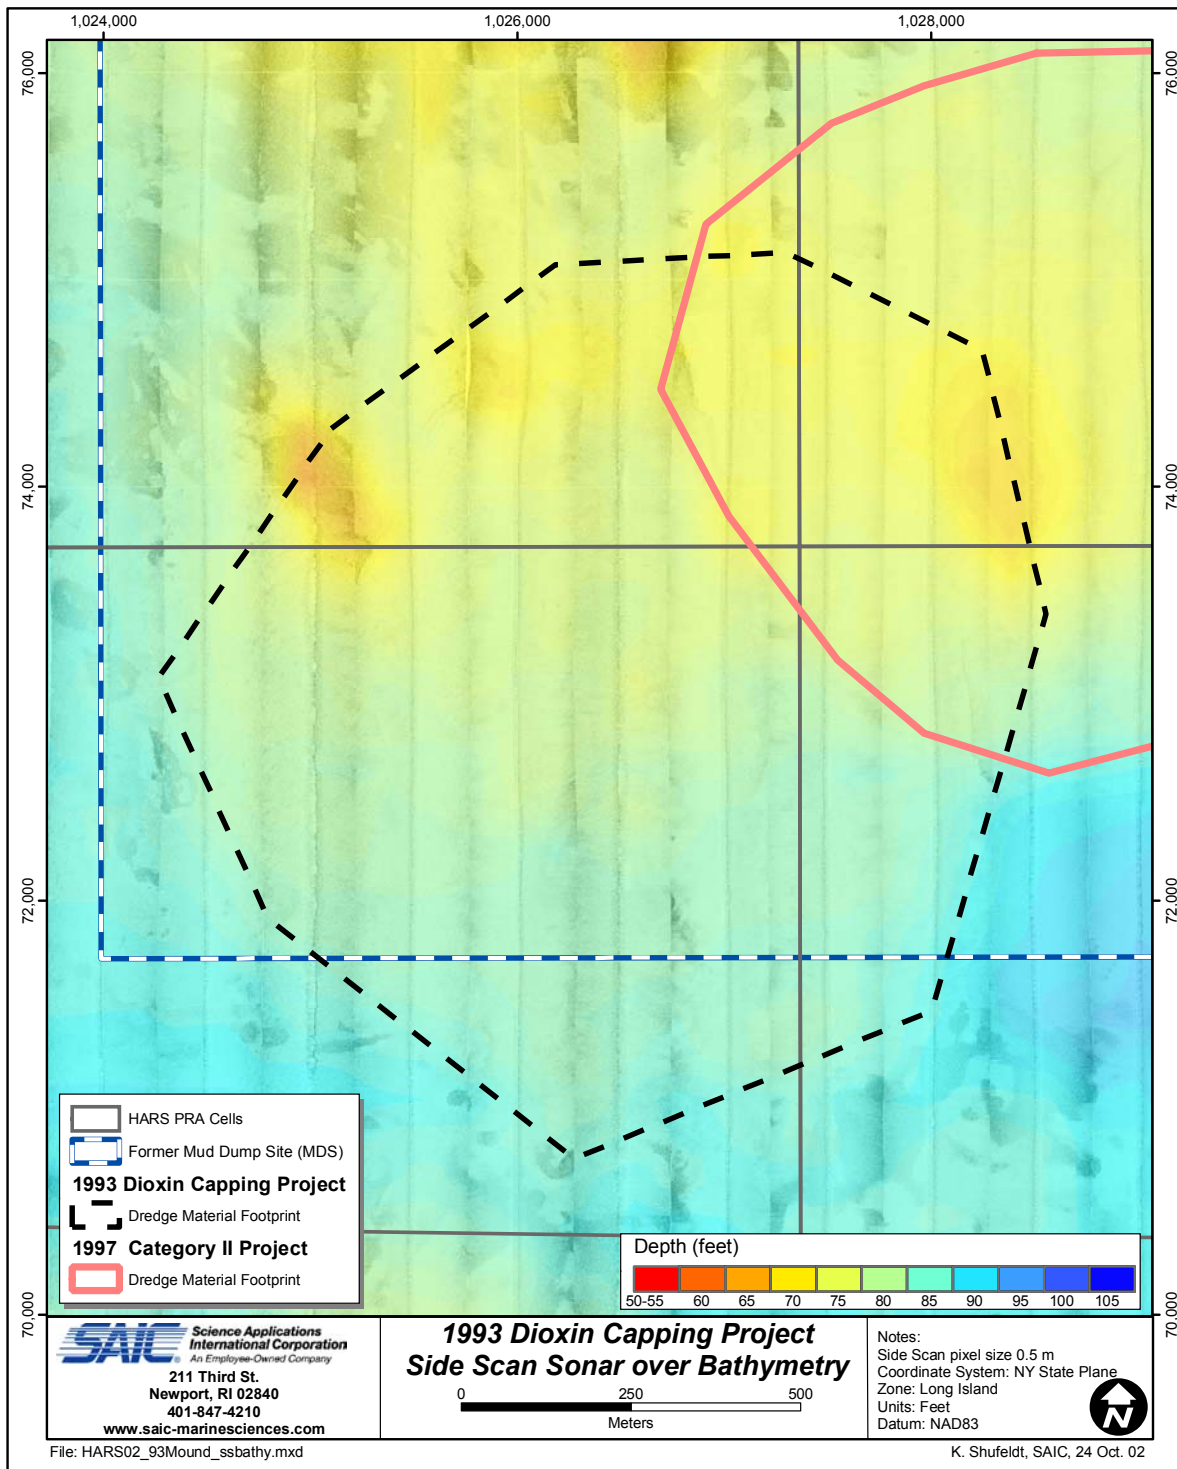 1,024,000 1,026,000 1,028,000
76,000 76,000
74,000 74,000
72,000 72,000
70,000 70,000
HARS PRA Cells
Former Mud Dump Site (MDS)
1993 Dioxin Capping Project
Dredge Material Footprint
1997 Category II Project
Dredge Material Footprint
Depth (feet)
50-55 60 65 70 75 80 85 90 95 100 105
SAIC
Science Applications
International Corporation
An Employee-Owned Company
211 Third St.
Newport, RI 02840
401-847-4210
www.saic-marinesciences.com
1993 Dioxin Capping Project
Side Scan Sonar over Bathymetry
0 250 500
Meters
Notes:
Side Scan pixel size 0.5 m
Coordinate System: NY State Plane
Zone: Long Island
Units: Feet
Datum: NAD83
N
File: HARS02_93Mound_ssbathy.mxd
K. Shufeldt, SAIC, 24 Oct. 02